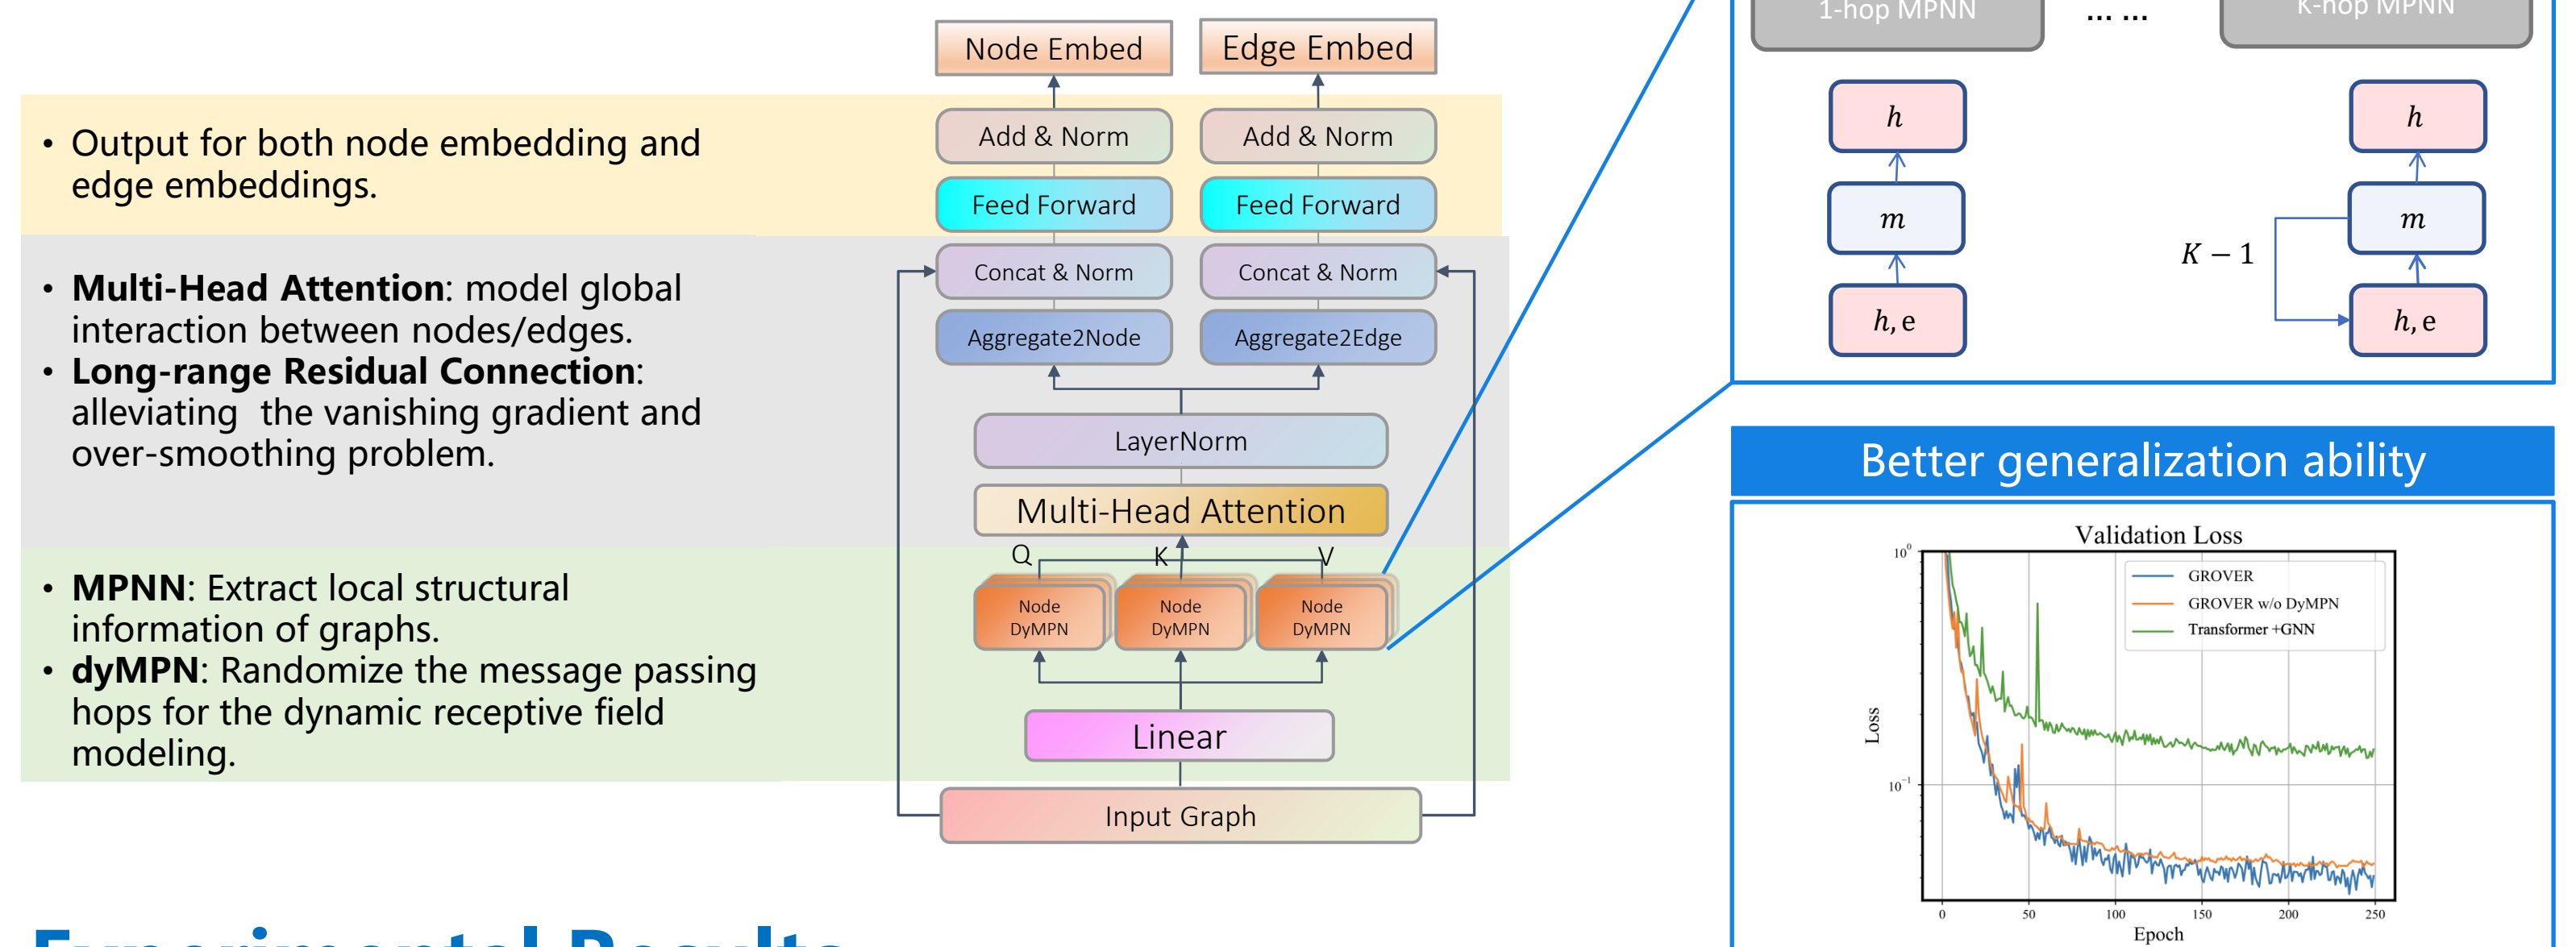 • Output for both node embedding and
edge embeddings.
• Multi-Head Attention: model global
interaction between nodes/edges.
• Long-range Residual Connection:
alleviating  the vanishing gradient and
over-smoothing problem.
• MPNN: Extract local structural
information of graphs.
• dyMPN: Randomize the message passing
hops for the dynamic receptive field
modeling.
Node Embed
Edge Embed
Add & Norm
Add & Norm
Feed Forward
Feed Forward
Concat & Norm
Concat & Norm
Aggregate2Node
Aggregate2Edge
LayerNorm
Multi-Head Attention
Q K V
Node
DyMPN
Node
DyMPN
Node
DyMPN
Linear
Input Graph
1-hop MPNN
... ...
K-hop MPNN
h
m
h, e
h
m
K − 1
h, e
Better generalization ability
Validation Loss
GROVER
GROVER w/o DyMPN
Transformer +GNN
Loss
10⁰
10⁻¹
0 50 100 150 200 250
Epoch
Experimental Results